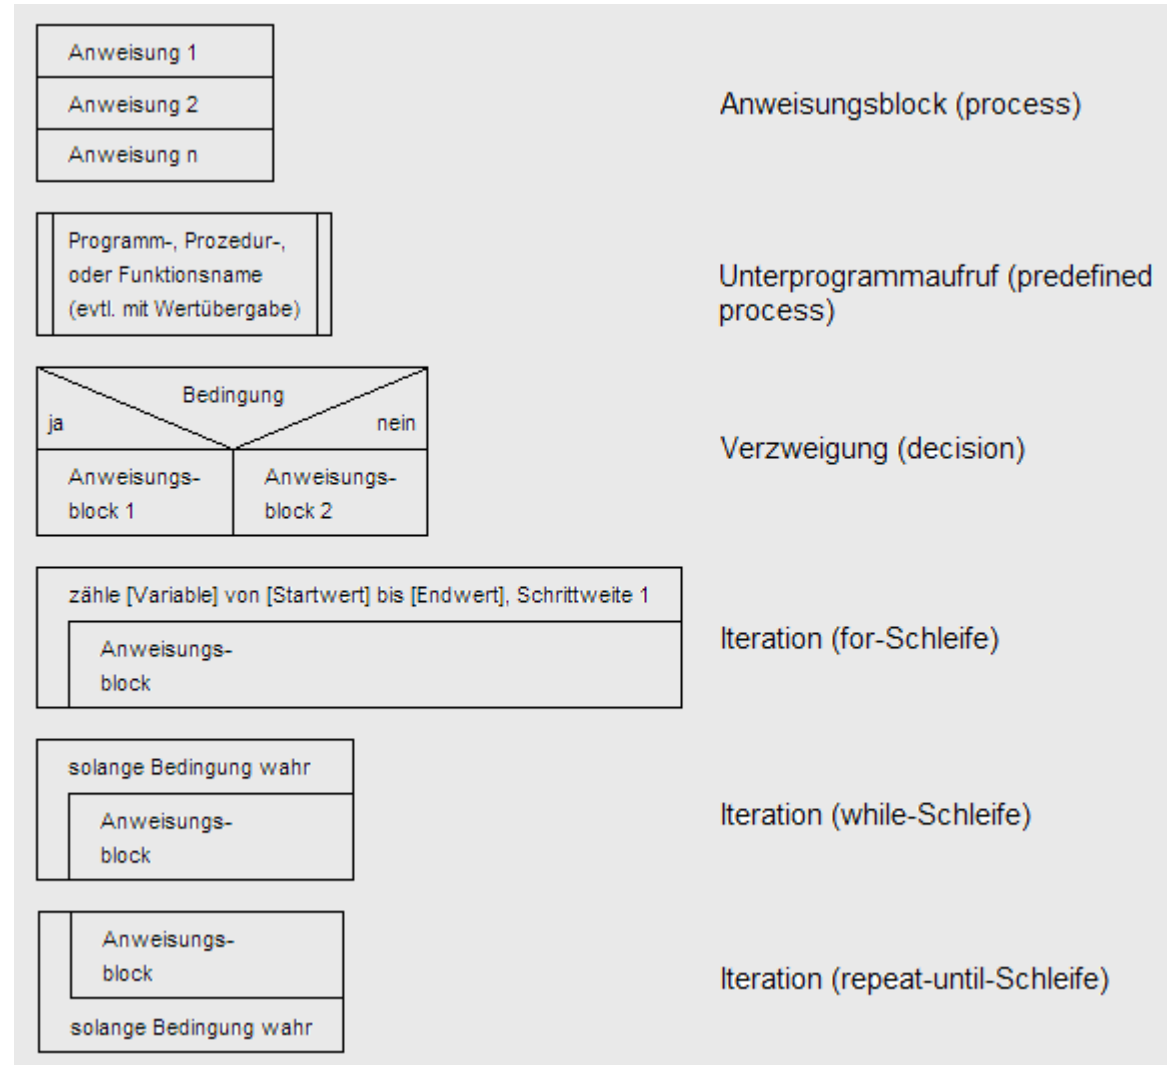 Anweisung 1
Anweisung 2
Anweisung n
Anweisungsblock (process)
Programm-, Prozedur-,
oder Funktionsname
(evtl. mit Wertübergabe)
Unterprogrammaufruf (predefined
process)
Bedingung
ja
nein
Anweisungs-
block 1
Anweisungs-
block 2
Verzweigung (decision)
zähle [Variable] von [Startwert] bis [Endwert], Schrittweite 1
Anweisungs-
block
Iteration (for-Schleife)
solange Bedingung wahr
Anweisungs-
block
Iteration (while-Schleife)
Anweisungs-
block
solange Bedingung wahr
Iteration (repeat-until-Schleife)